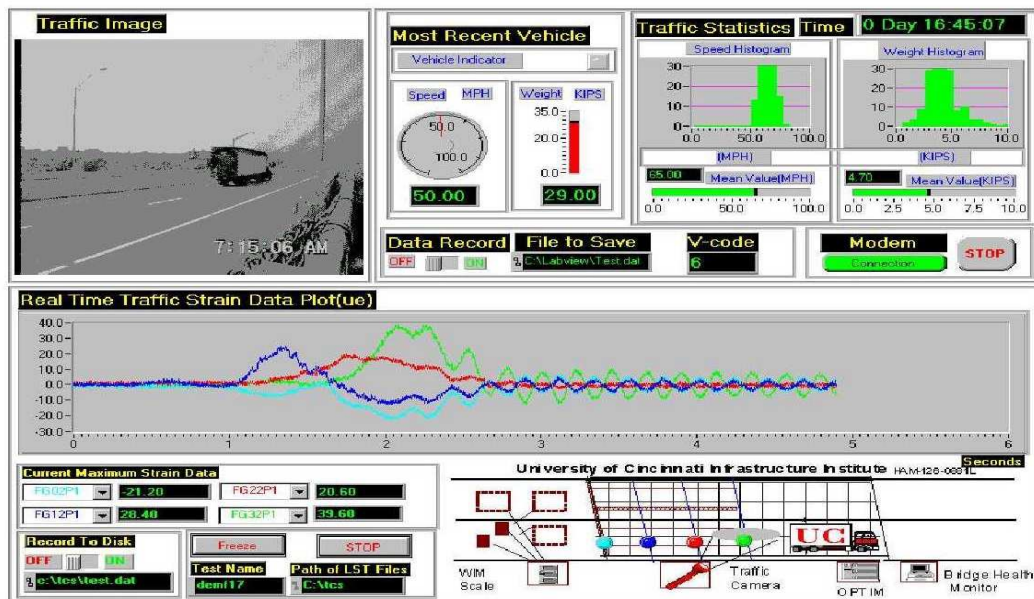 Traffic Image
7:15:06 AM
Most Recent Vehicle
Vehicle Indicator
Speed MPH
50.0
100.0
50.00
Weight KIPS
35.0
20.0
0.0
29.00
Traffic Statistics Time 0 Day 16:45:07
Speed Histogram
30
20
10
0
0.0 50.0 100.0
(MPH)
65.00 Mean Value(MPH)
0.0 50.0 100.0
Weight Histogram
30
20
10
0
0.0 5.0 10.0
(KIPS)
4.70 Mean Value(KIPS)
0.0 2.5 5.0 7.5 10.0
Data Record File to Save V-code
OFF ON C:\Labview\Test.dat 6
Modem
Connection
STOP
Real Time Traffic Strain Data Plot(ue)
40.0
30.0
20.0
10.0
0.0
-10.0
-20.0
-30.0
0 1 2 3 4 5 6
Seconds
Current Maximum Strain Data
FG02P1 -21.20 FG22P1 20.60
FG12P1 28.40 FG32P1 39.60
Record To Disk
OFF ON
c:\tcs\test.dat
Freeze STOP
Test Name Path of LST Files
demf17 C:\tcs
University of Cincinnati Infrastructure Institute HAM-126-0881L
UC
WIM Scale
Traffic Camera
OPTIM
Bridge Health Monitor